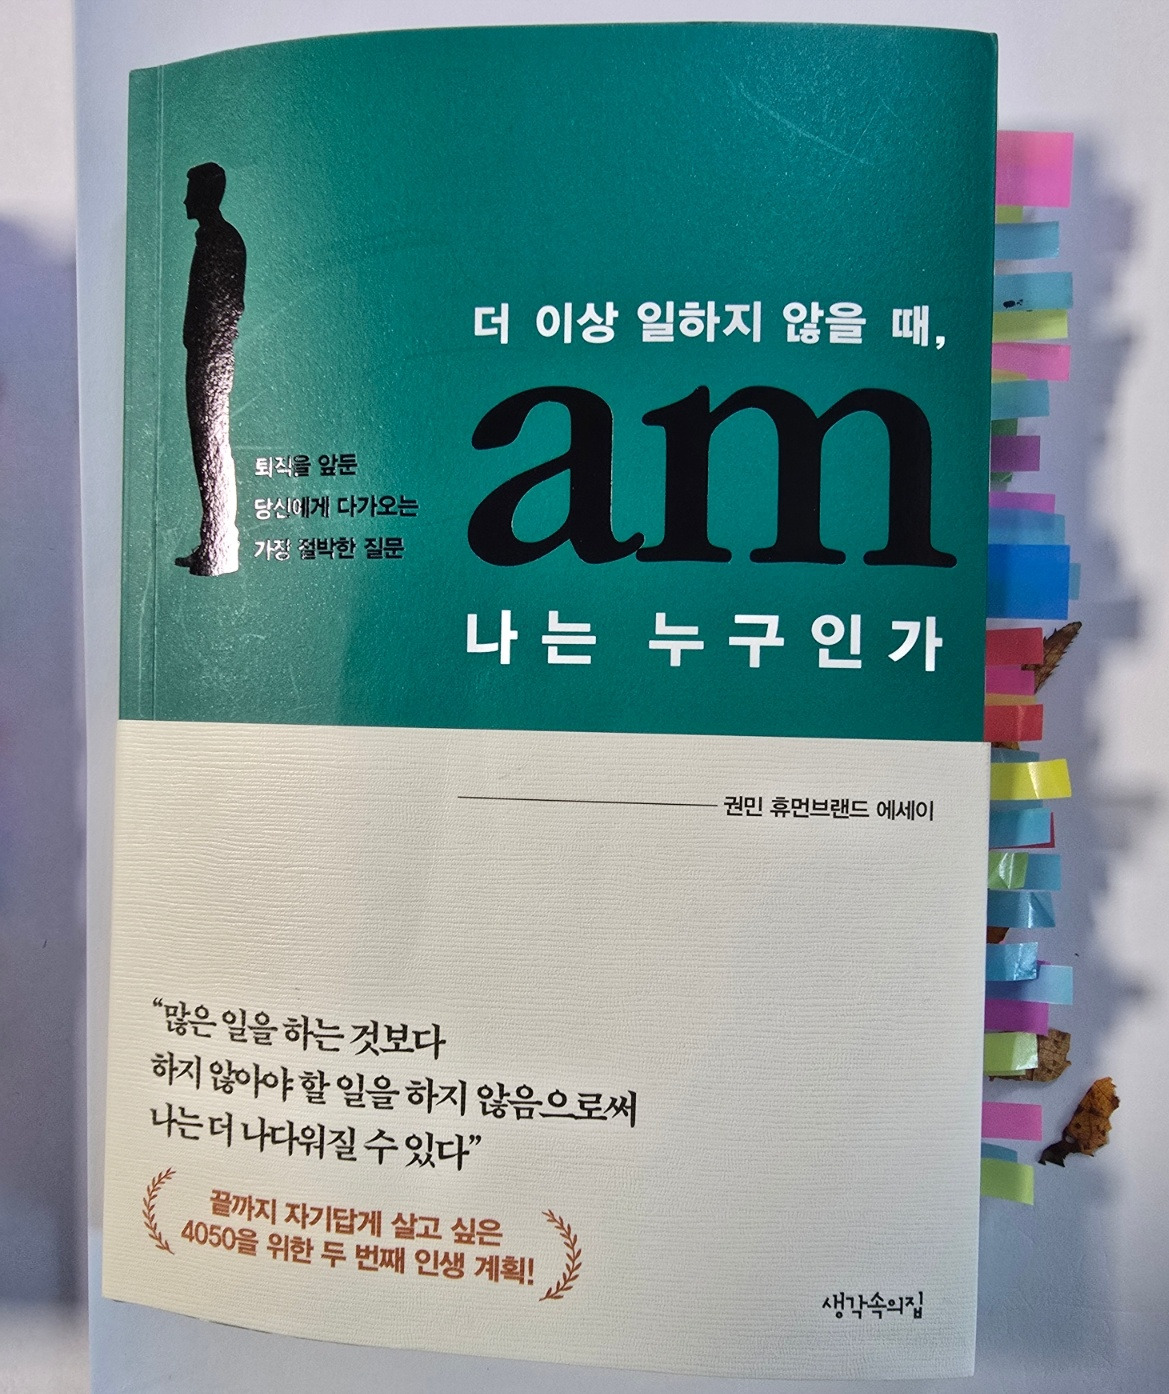 더 이상 일하지 않을 때,
am
퇴직을 앞둔
당신에게 다가오는
가장 절박한 질문
나는 누구인가
권민 휴먼브랜드 에세이
“많은 일을 하는 것보다
하지 않아야 할 일을 하지 않음으로써
나는 더 나다워질 수 있다”
끝까지 자기답게 살고 싶은
4050을 위한 두 번째 인생 계획!
생각속의집